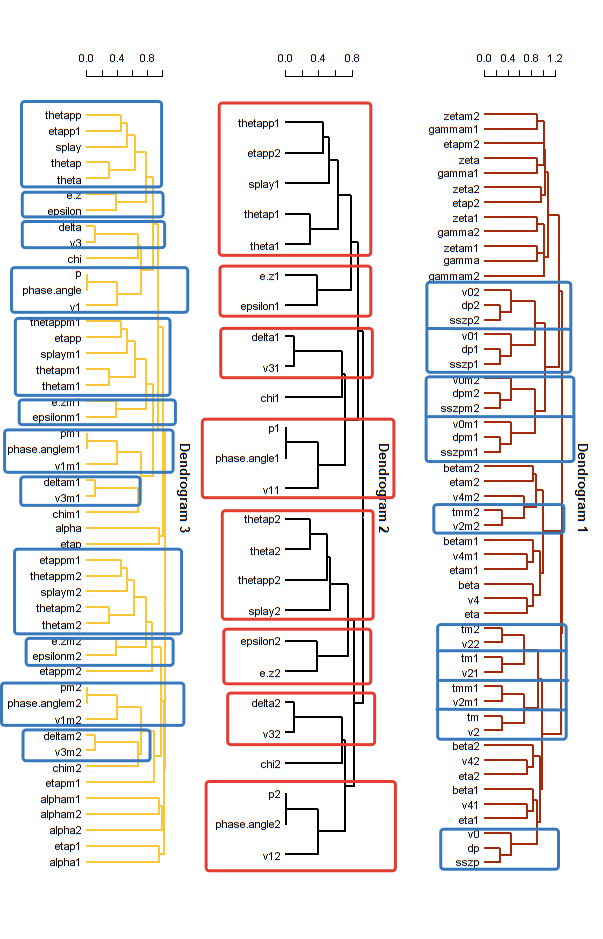 0.0 0.4 0.8
thetapp
etapp1
splay
thetap
theta
e.z
epsilon
delta
v3
chi
p
phase.angle
v1
thetappm1
etapp
splaym1
thetapm1
thetam1
e.zm1
epsilonm1
pm1
phase.anglem1
v1m1
deltam1
v3m1
chim1
alpha
etap
etappm1
thetappm2
splaym2
thetapm2
thetam2
e.zm2
epsilonm2
etappm2
pm2
phase.anglem2
v1m2
deltam2
v3m2
chim2
etapm1
alpham1
alpham2
alpha2
etap1
alpha1
Dendrogram 3
0.0 0.4 0.8
thetapp1
etapp2
splay1
thetap1
theta1
e.z1
epsilon1
delta1
v31
chi1
p1
phase.angle1
v11
thetap2
theta2
thetapp2
splay2
epsilon2
e.z2
delta2
v32
chi2
p2
phase.angle2
v12
Dendrogram 2
0.0 0.4 0.8 1.2
zetam2
gammam1
etapm2
zeta
gamma1
zeta2
etap2
zeta1
gamma2
zetam1
gamma
gammam2
v02
dp2
sszp2
v01
dp1
sszp1
v0m2
dpm2
sszpm2
v0m1
dpm1
sszpm1
betam2
etam2
v4m2
tmm2
v2m2
betam1
v4m1
etam1
beta
v4
eta
tm2
v22
tm1
v21
tmm1
v2m1
tm
v2
beta2
v42
eta2
beta1
v41
eta1
v0
dp
sszp
Dendrogram 1